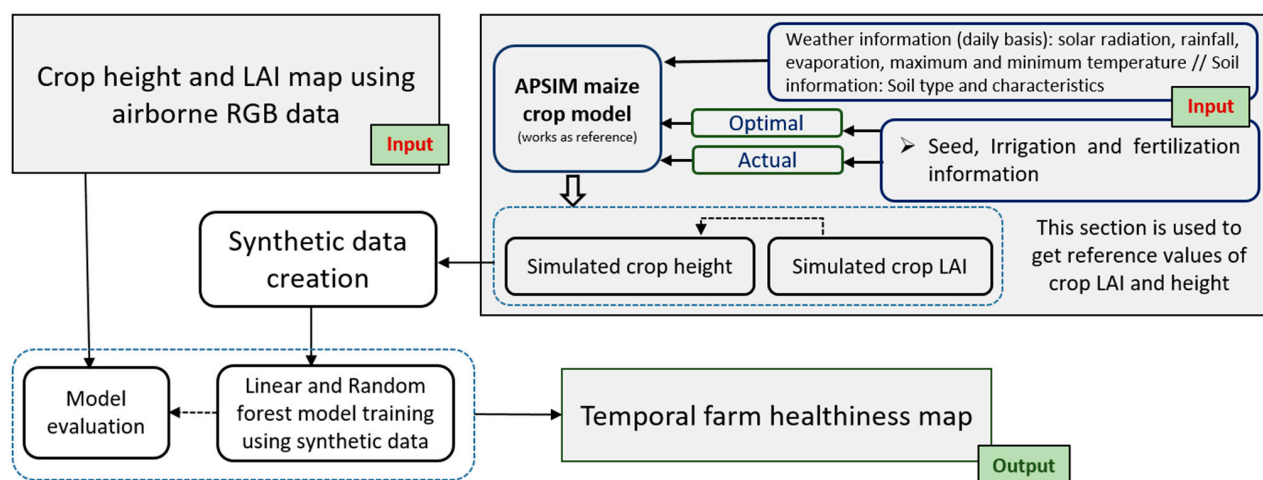 Crop height and LAI map using
airborne RGB data
Input
APSIM maize
crop model
(works as reference)
Weather information (daily basis): solar radiation, rainfall,
evaporation, maximum and minimum temperature // Soil
information: Soil type and characteristics
Input
Optimal
Actual
➢ Seed, Irrigation and fertilization
information
Synthetic data
creation
Simulated crop height
Simulated crop LAI
This section is used to
get reference values of
crop LAI and height
Model
evaluation
Linear and Random
forest model training
using synthetic data
Temporal farm healthiness map
Output